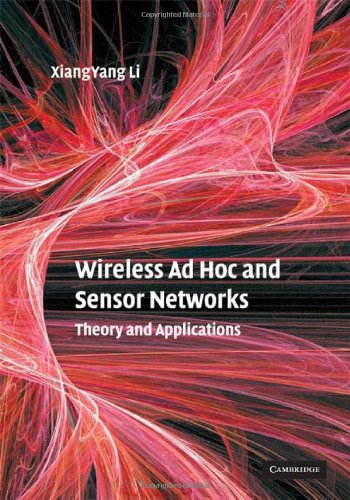 XiangYang Li
Wireless Ad Hoc and
Sensor Networks
Theory and Applications
CAMBRIDGE